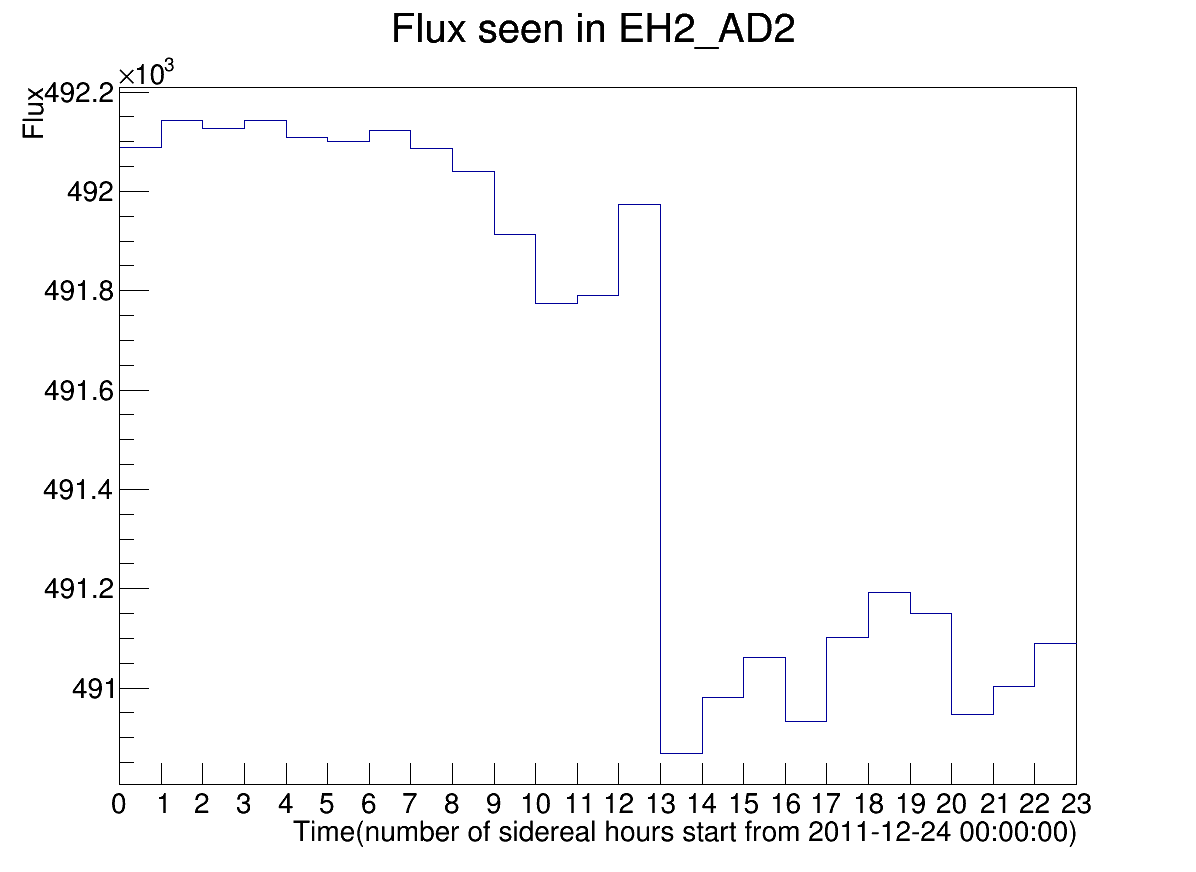 Flux seen in EH2_AD2
×10³
Flux
492.2
492
491.8
491.6
491.4
491.2
491
0 1 2 3 4 5 6 7 8 9 10 11 12 13 14 15 16 17 18 19 20 21 22 23
Time(number of sidereal hours start from 2011-12-24 00:00:00)